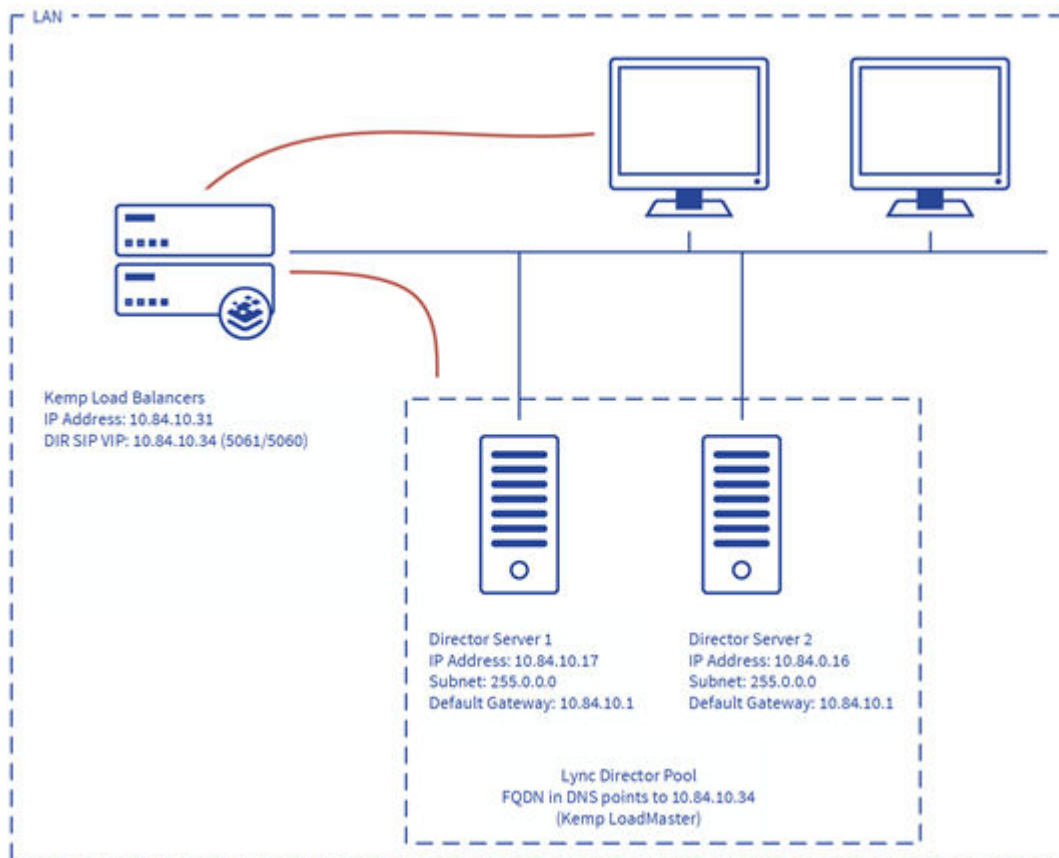 LAN
Kemp Load Balancers
IP Address: 10.84.10.31
DIR SIP VIP: 10.84.10.34 (5061/5060)
Director Server 1
IP Address: 10.84.10.17
Subnet: 255.0.0.0
Default Gateway: 10.84.10.1
Director Server 2
IP Address: 10.84.0.16
Subnet: 255.0.0.0
Default Gateway: 10.84.10.1
Lync Director Pool
FQDN in DNS points to 10.84.10.34
(Kemp LoadMaster)